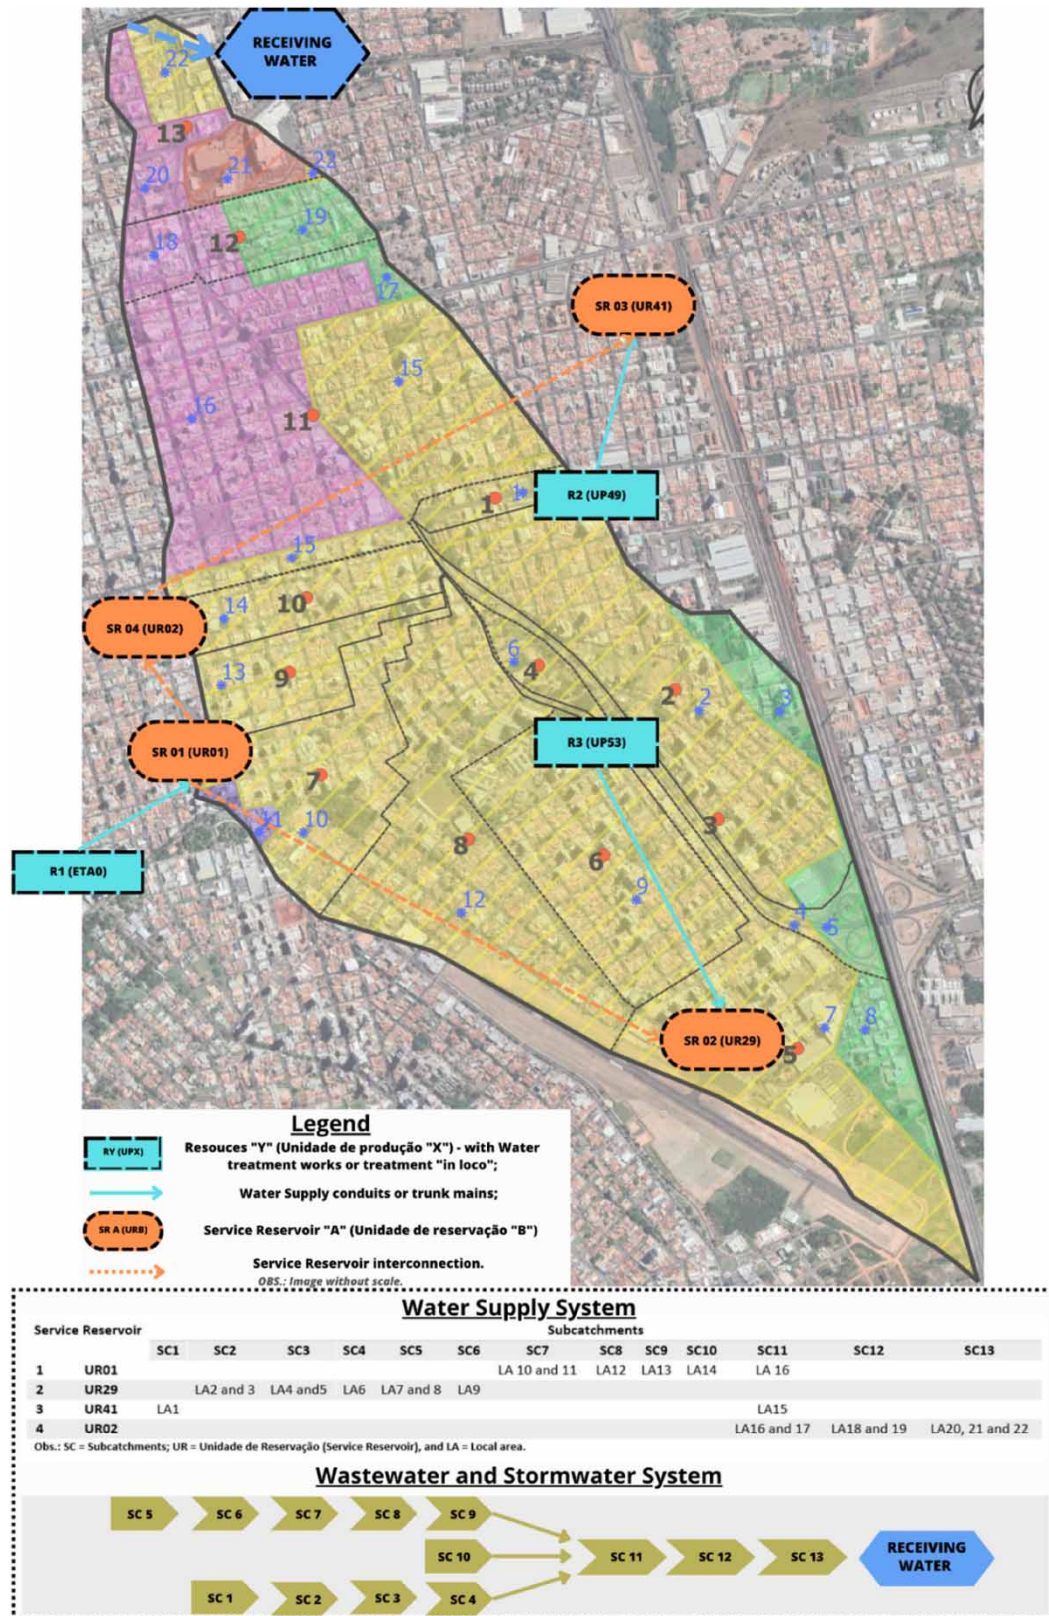 RECEIVING
WATER
22
13
21
22
20
19
12
18
17
SR 03 (UR41)
15
16
11
1
1
R2 (UP49)
15
10
14
SR 04 (UR02)
6
4
13
9
2
2
3
SR 01 (UR01)
R3 (UP53)
7
3
11
10
8
6
R1 (ETA0)
9
12
4
5
7
8
SR 02 (UR29)
5
Legend
RY (UPX)
Resouces "Y" (Unidade de produção "X") - with Water
treatment works or treatment "in loco";
Water Supply conduits or trunk mains;
SR A (URB)
Service Reservoir "A" (Unidade de reservação "B")
Service Reservoir interconnection.
OBS.: Image without scale.
Water Supply System
Service Reservoir Subcatchments
SC1 SC2 SC3 SC4 SC5 SC6 SC7 SC8 SC9 SC10 SC11 SC12 SC13
1 UR01 LA 10 and 11 LA12 LA13 LA14 LA 16
2 UR29 LA2 and 3 LA4 and5 LA6 LA7 and 8 LA9
3 UR41 LA1 LA15
4 UR02 LA16 and 17 LA18 and 19 LA20, 21 and 22
Obs.: SC = Subcatchments; UR = Unidade de Reservação (Service Reservoir), and LA = Local area.
Wastewater and Stormwater System
SC 5 SC 6 SC 7 SC 8 SC 9
SC 10 SC 11 SC 12 SC 13
RECEIVING
WATER
SC 1 SC 2 SC 3 SC 4